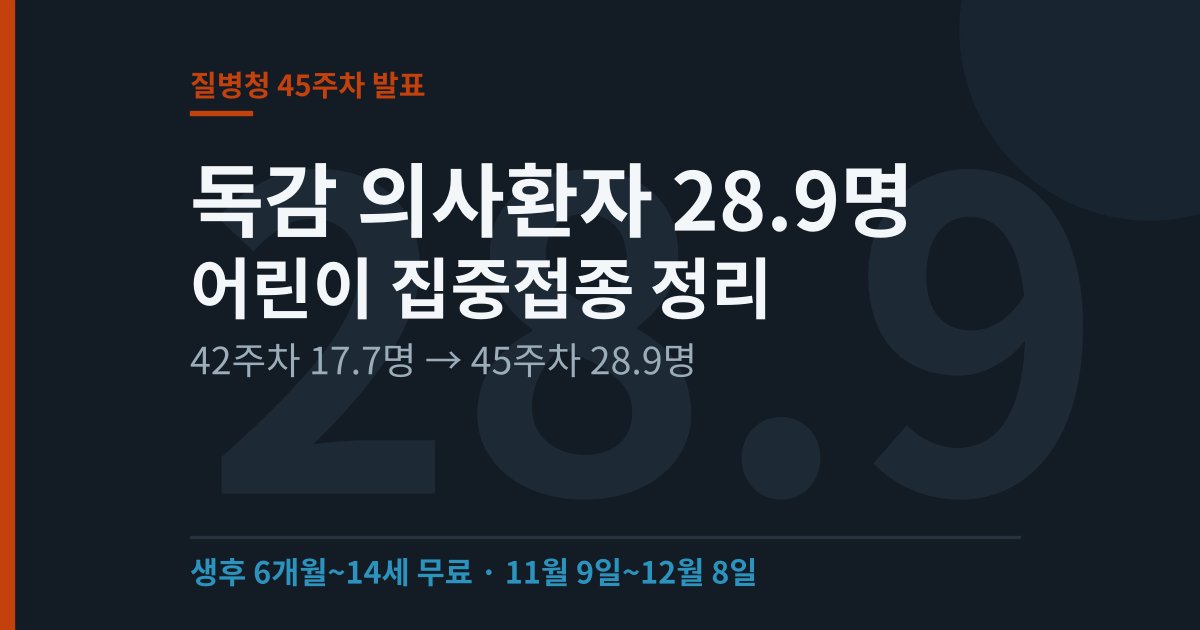 질병청 45주차 발표
독감 의사환자 28.9명
어린이 집중접종 정리
42주차 17.7명 → 45주차 28.9명
28.9
생후 6개월~14세 무료 · 11월 9일~12월 8일